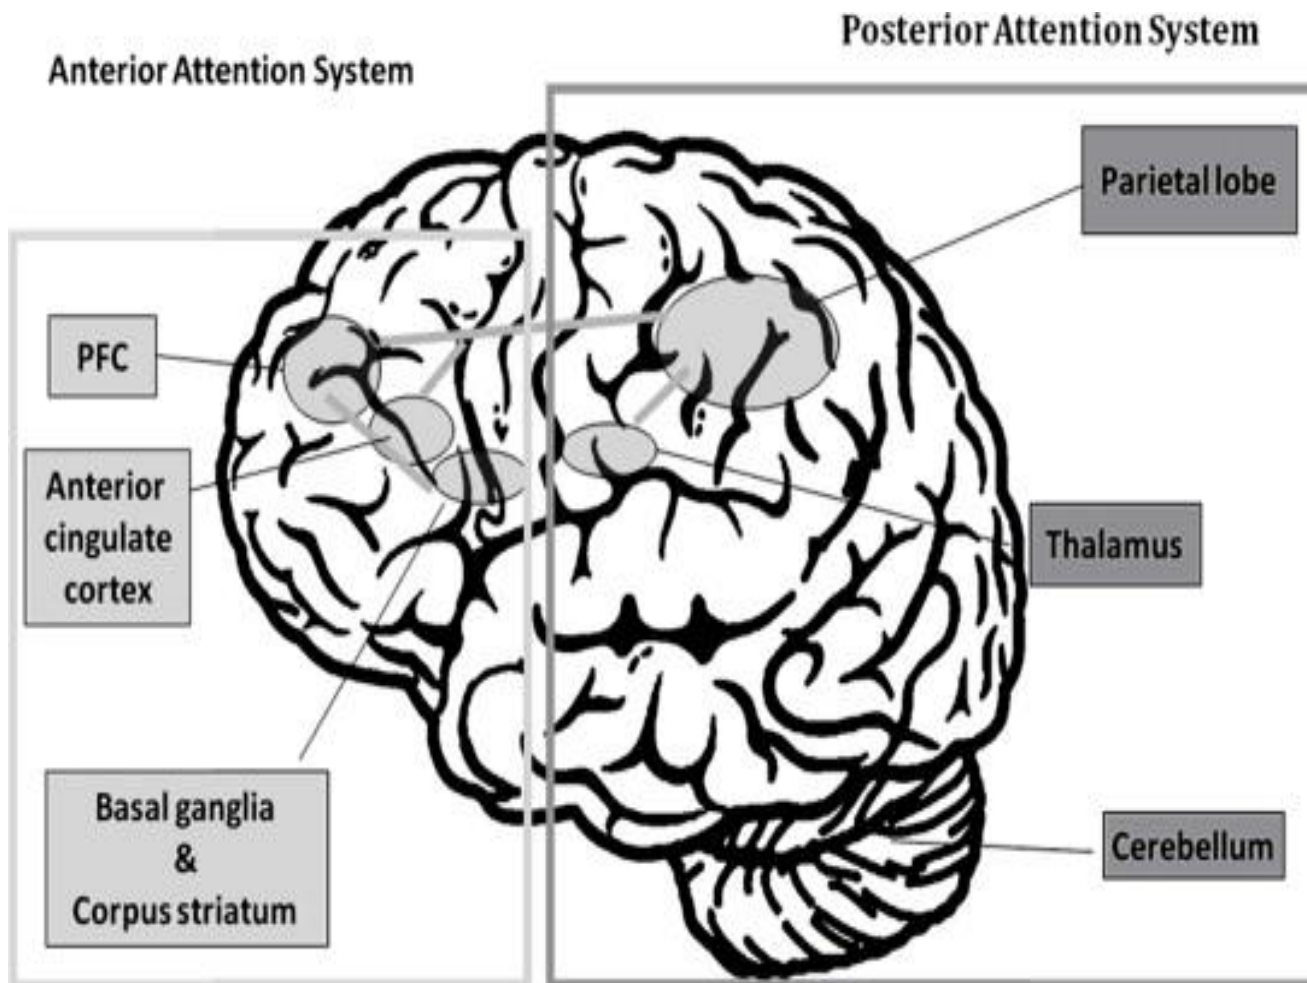 Posterior Attention System
Anterior Attention System
Parietal lobe
PFC
Anterior
cingulate
cortex
Thalamus
Basal ganglia
&
Corpus striatum
Cerebellum